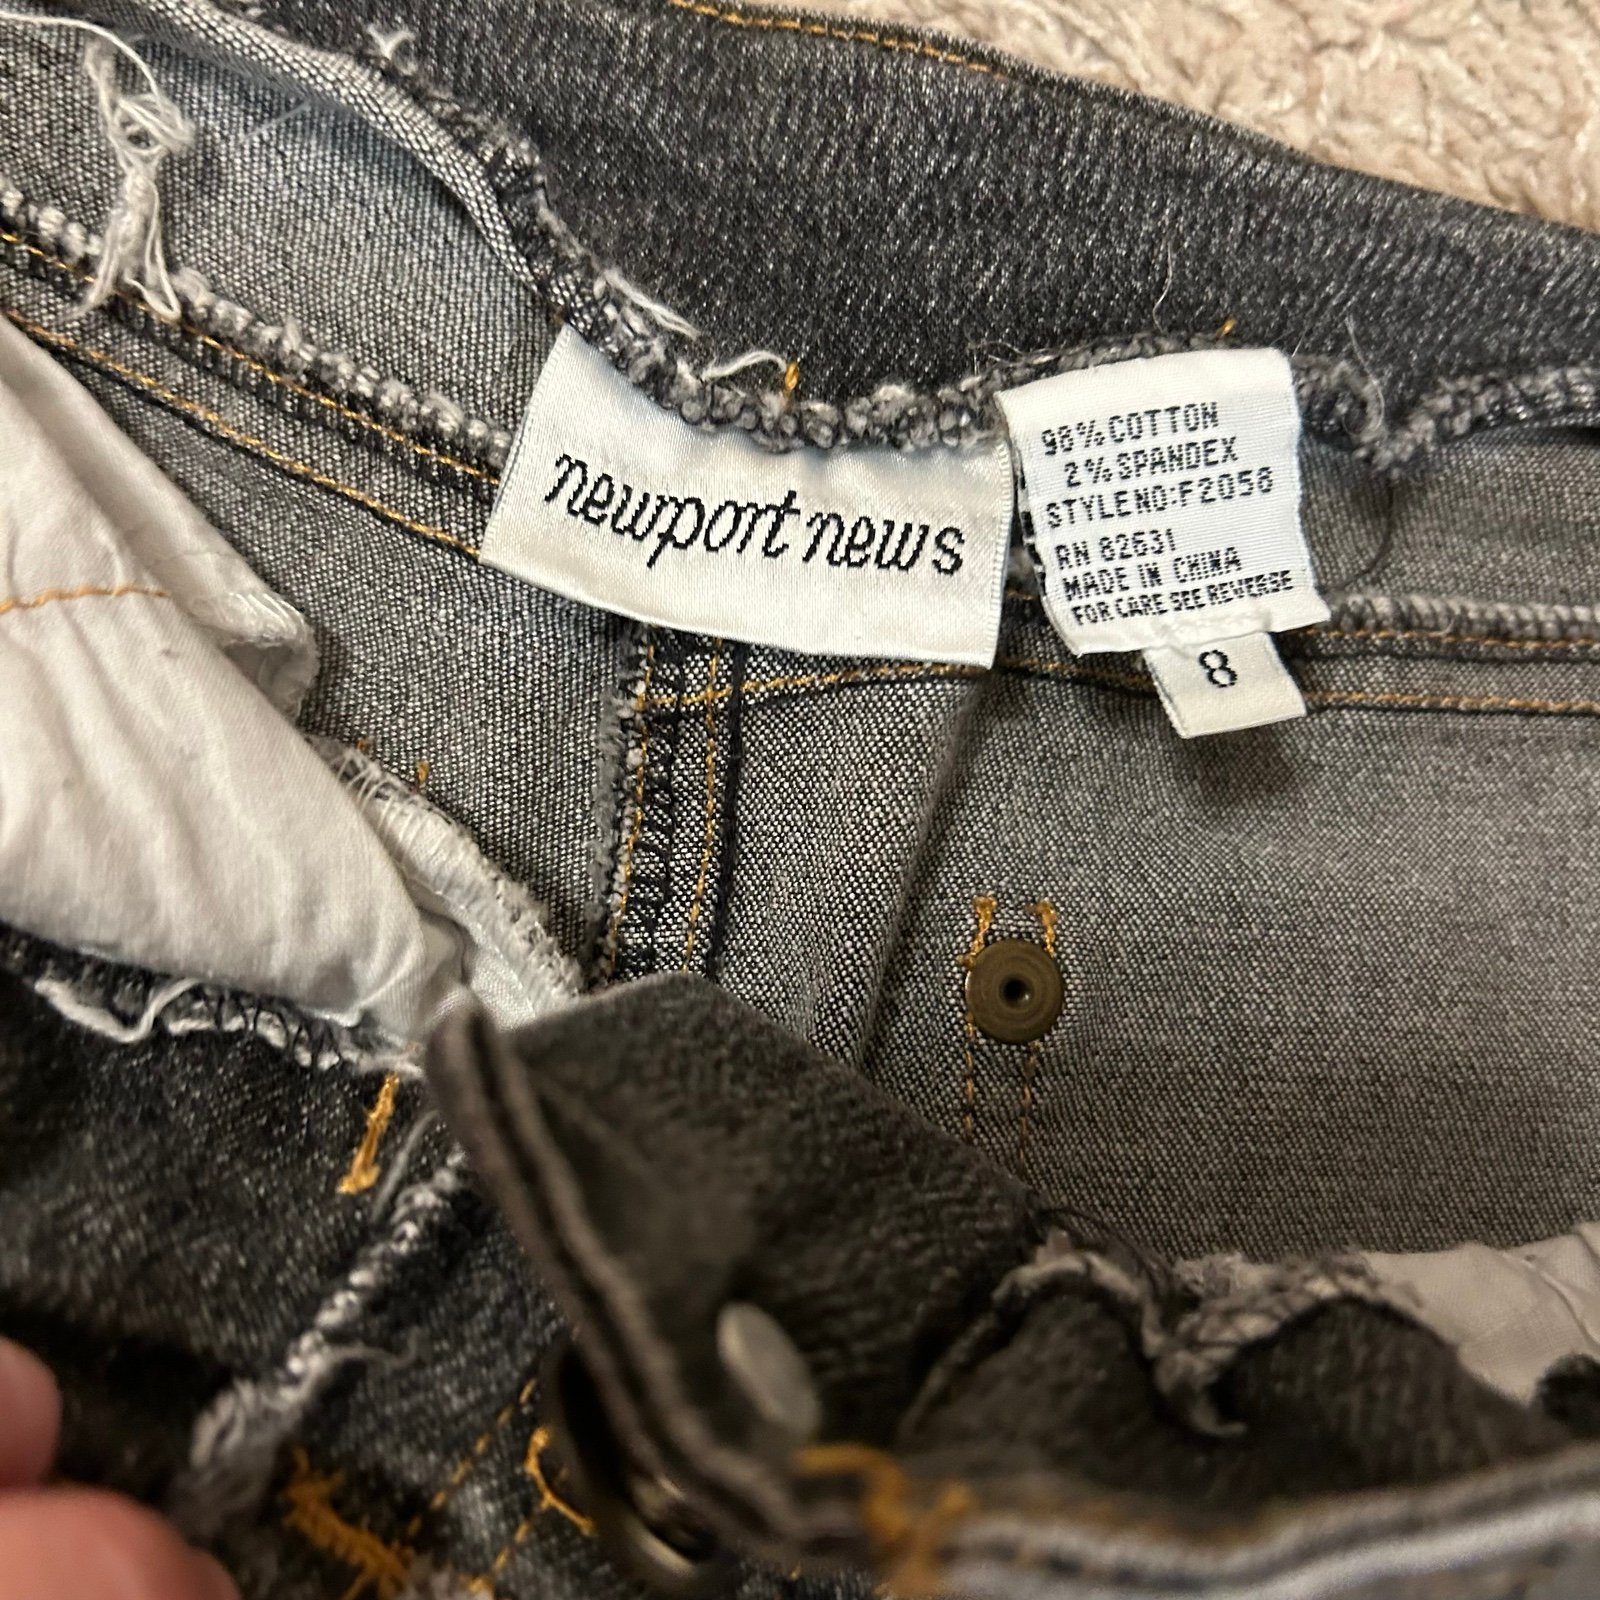 newport news
98% COTTON
2% SPANDEX
STYLE NO: F2058
RN 82631
MADE IN CHINA
FOR CARE SEE REVERSE
8